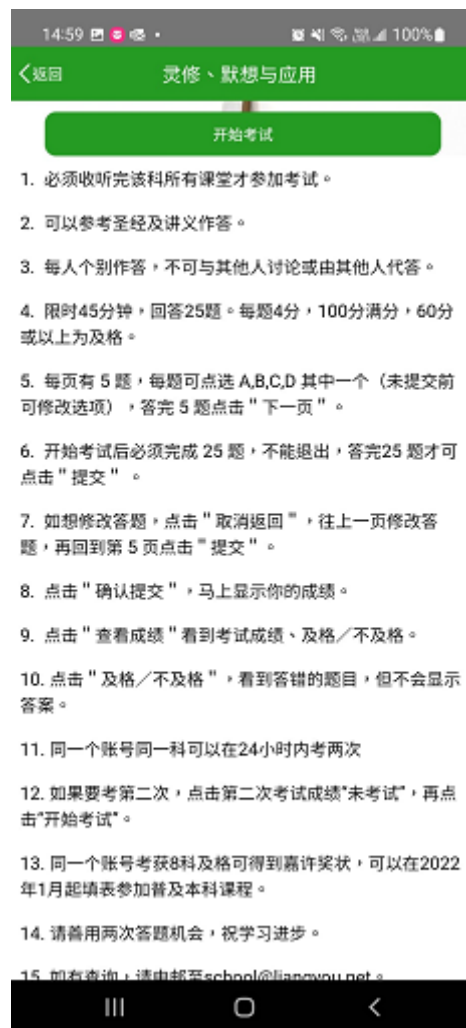 14:59
100%
返回
灵修、默想与应用
开始考试
1. 必须收听完该科所有课堂才参加考试。
2. 可以参考圣经及讲义作答。
3. 每人个别作答，不可与其他人讨论或由其他人代答。
4. 限时45分钟，回答25题。每题4分，100分满分，60分
或以上为及格。
5. 每页有 5 题，每题可点选 A,B,C,D 其中一个（未提交前
可修改选项），答完 5 题点击＂下一页＂。
6. 开始考试后必须完成 25 题，不能退出，答完25 题才可
点击＂提交＂ 。
7. 如想修改答题，点击＂取消返回＂，往上一页修改答
题，再回到第 5 页点击＂提交＂。
8. 点击＂确认提交＂，马上显示你的成绩。
9. 点击＂查看成绩＂看到考试成绩、及格／不及格。
10. 点击＂及格／不及格＂，看到答错的题目，但不会显示
答案。
11. 同一个账号同一科可以在24小时内考两次
12. 如果要考第二次，点击第二次考试成绩"未考试"，再点
击"开始考试"。
13. 同一个账号考获8科及格可得到嘉许奖状，可以在2022
年1月起填表参加普及本科课程。
14. 请善用两次答题机会，祝学习进步。
15. 如有查询，请电邮至school@liangyou.net。